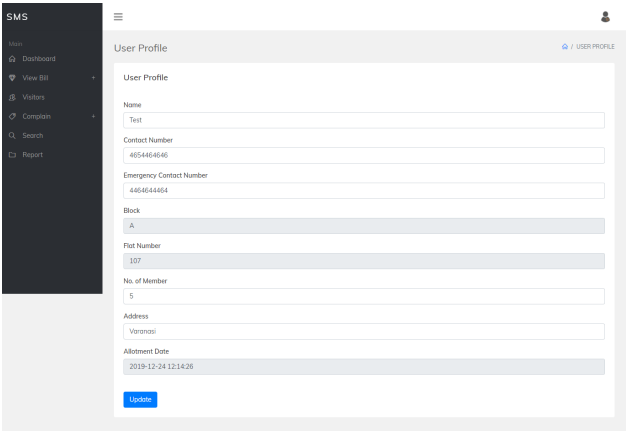 SMS
Main
Dashboard
View Bill +
Visitors
Complain +
Search
Report
User Profile
/ USER PROFILE
User Profile
Name
Test
Contact Number
4654464646
Emergency Contact Number
4464644464
Block
A
Flat Number
107
No. of Member
5
Address
Varanasi
Allotment Date
2019-12-24 12:14:26
Update